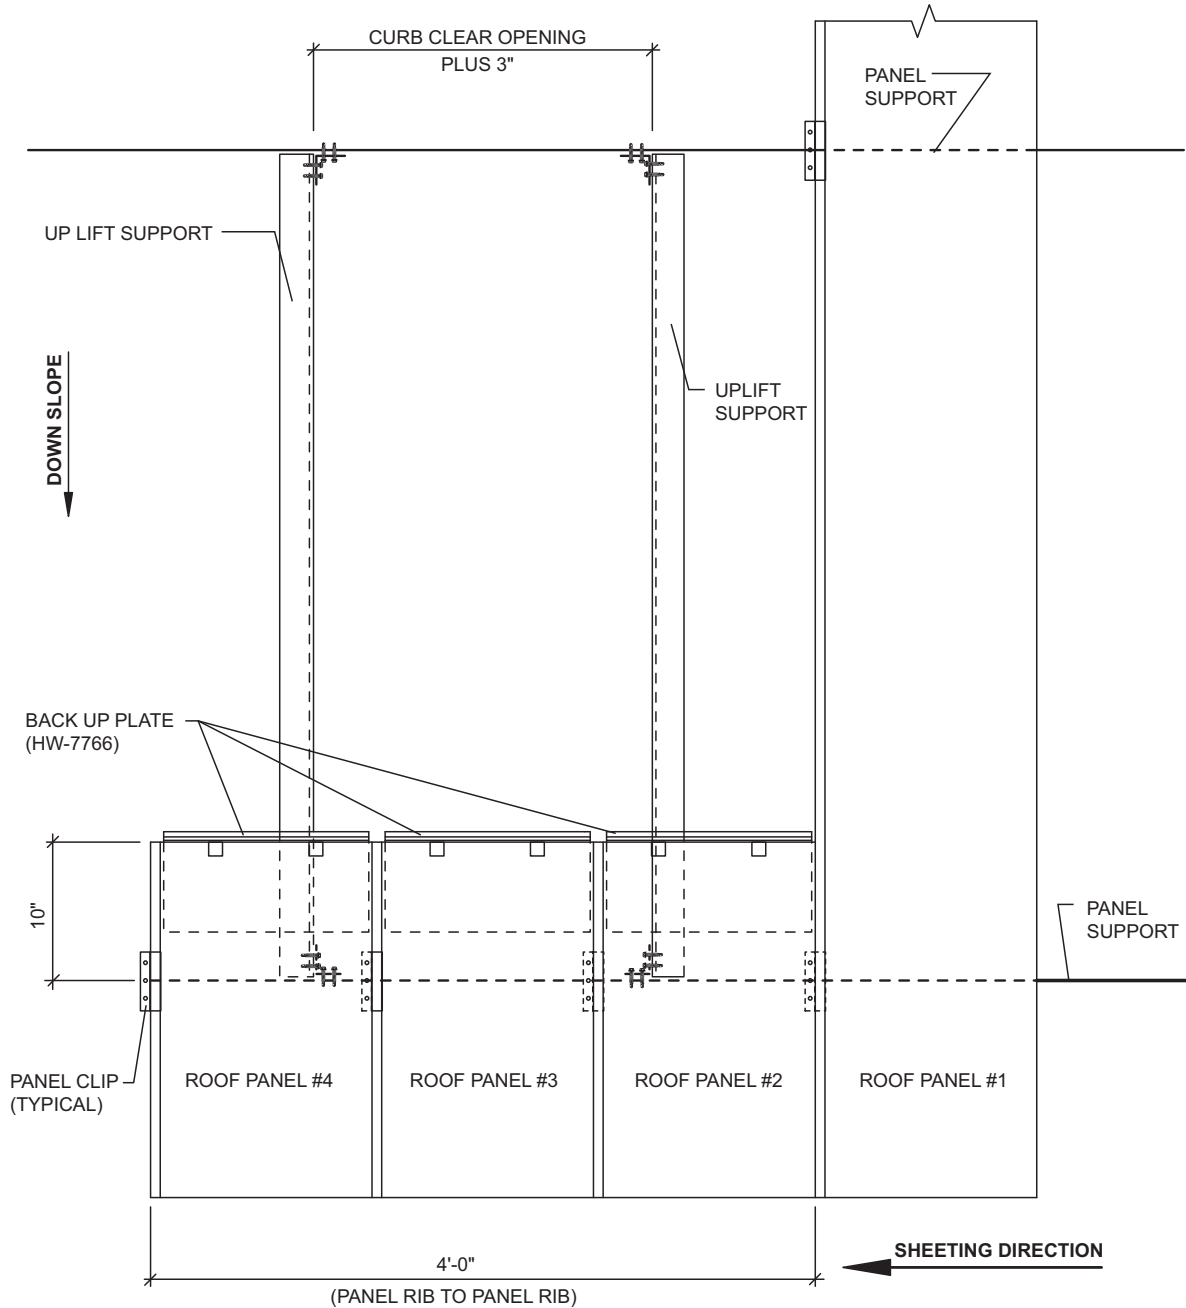 CURB CLEAR OPENING
PLUS 3"
PANEL
SUPPORT
UP LIFT SUPPORT
DOWN SLOPE
UPLIFT
SUPPORT
BACK UP PLATE
(HW-7766)
10"
PANEL
SUPPORT
PANEL CLIP
(TYPICAL)
ROOF PANEL #4
ROOF PANEL #3
ROOF PANEL #2
ROOF PANEL #1
4'-0"
(PANEL RIB TO PANEL RIB)
SHEETING DIRECTION